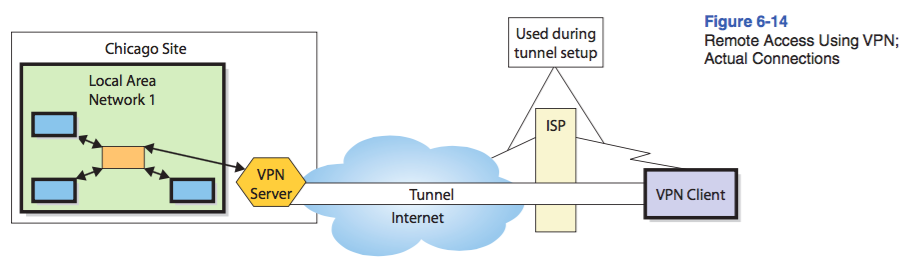 Figure 6-14
Remote Access Using VPN;
Actual Connections
Used during
tunnel setup
Chicago Site
Local Area
Network 1
ISP
VPN
Server
Tunnel
Internet
VPN Client